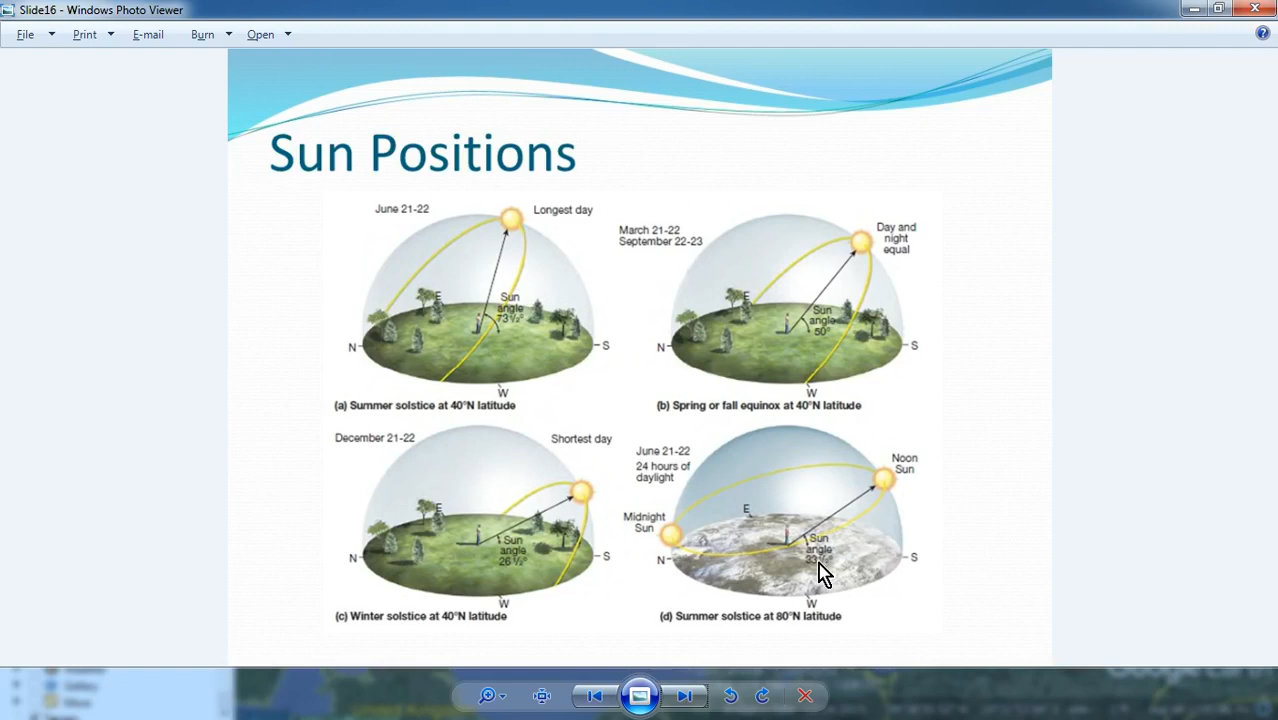 Slide16 - Windows Photo Viewer
File Print E-mail Burn Open
Sun Positions
June 21-22
Longest day
E
Sun
angle
73½°
N
S
W
(a) Summer solstice at 40°N latitude
March 21-22
September 22-23
Day and
night
equal
E
Sun
angle
50°
N
S
W
(b) Spring or fall equinox at 40°N latitude
December 21-22
Shortest day
E
Sun
angle
26½°
N
S
W
(c) Winter solstice at 40°N latitude
June 21-22
24 hours of
daylight
Noon
Sun
Midnight
Sun
E
Sun
angle
N
S
W
(d) Summer solstice at 80°N latitude